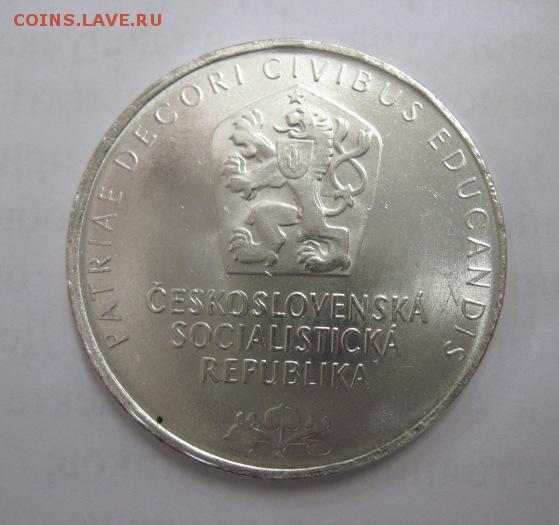 COINS.LAVE.RU
PATRIAE DECORI CIVIBUS EDUCANDIS
ČESKOSLOVENSKÁ
SOCIALISTICKÁ
REPUBLIKA